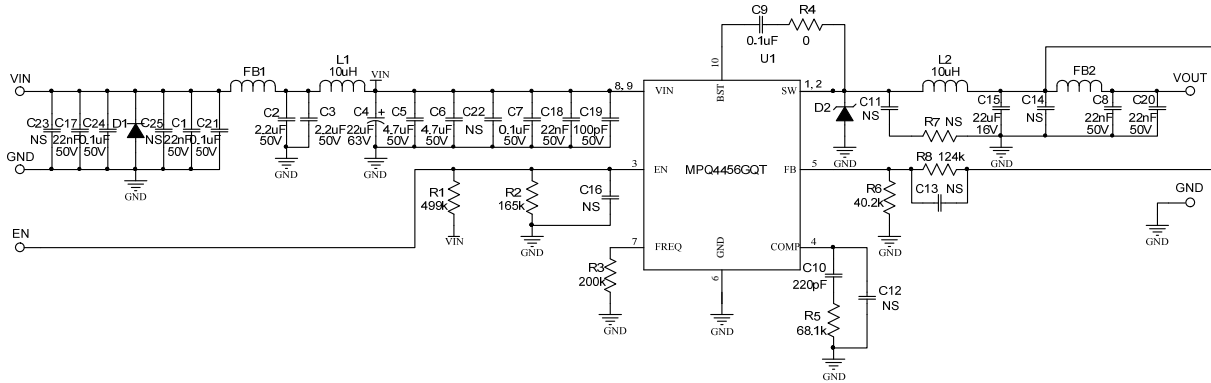 C9
0.1uF
R4
0
U1
10
BST
VIN
FB1
L1
10uH
VIN
8, 9
VIN
SW
1, 2
L2
10uH
FB2
VOUT
C23
NS
C17
22nF
50V
C24
0.1uF
50V
D1
C25
NS
C1
22nF
50V
C21
0.1uF
50V
C2
2.2uF
50V
C3
2.2uF
50V
C4
+
22uF
63V
C5
4.7uF
50V
C6
4.7uF
50V
C22
NS
C7
0.1uF
50V
C18
22nF
50V
C19
100pF
50V
D2
C11
NS
R7 NS
C15
22uF
16V
C14
NS
C8
22nF
50V
C20
22nF
50V
GND
GND
GND
GND
GND
GND
3
EN
MPQ4456GQT
FB
5
R8 124k
C13 NS
R1
499k
VIN
R2
165k
GND
C16
NS
R6
40.2k
GND
GND
GND
EN
7
FREQ
GND
6
GND
COMP
4
R3
200k
GND
C10
220pF
C12
NS
R5
68.1k
GND